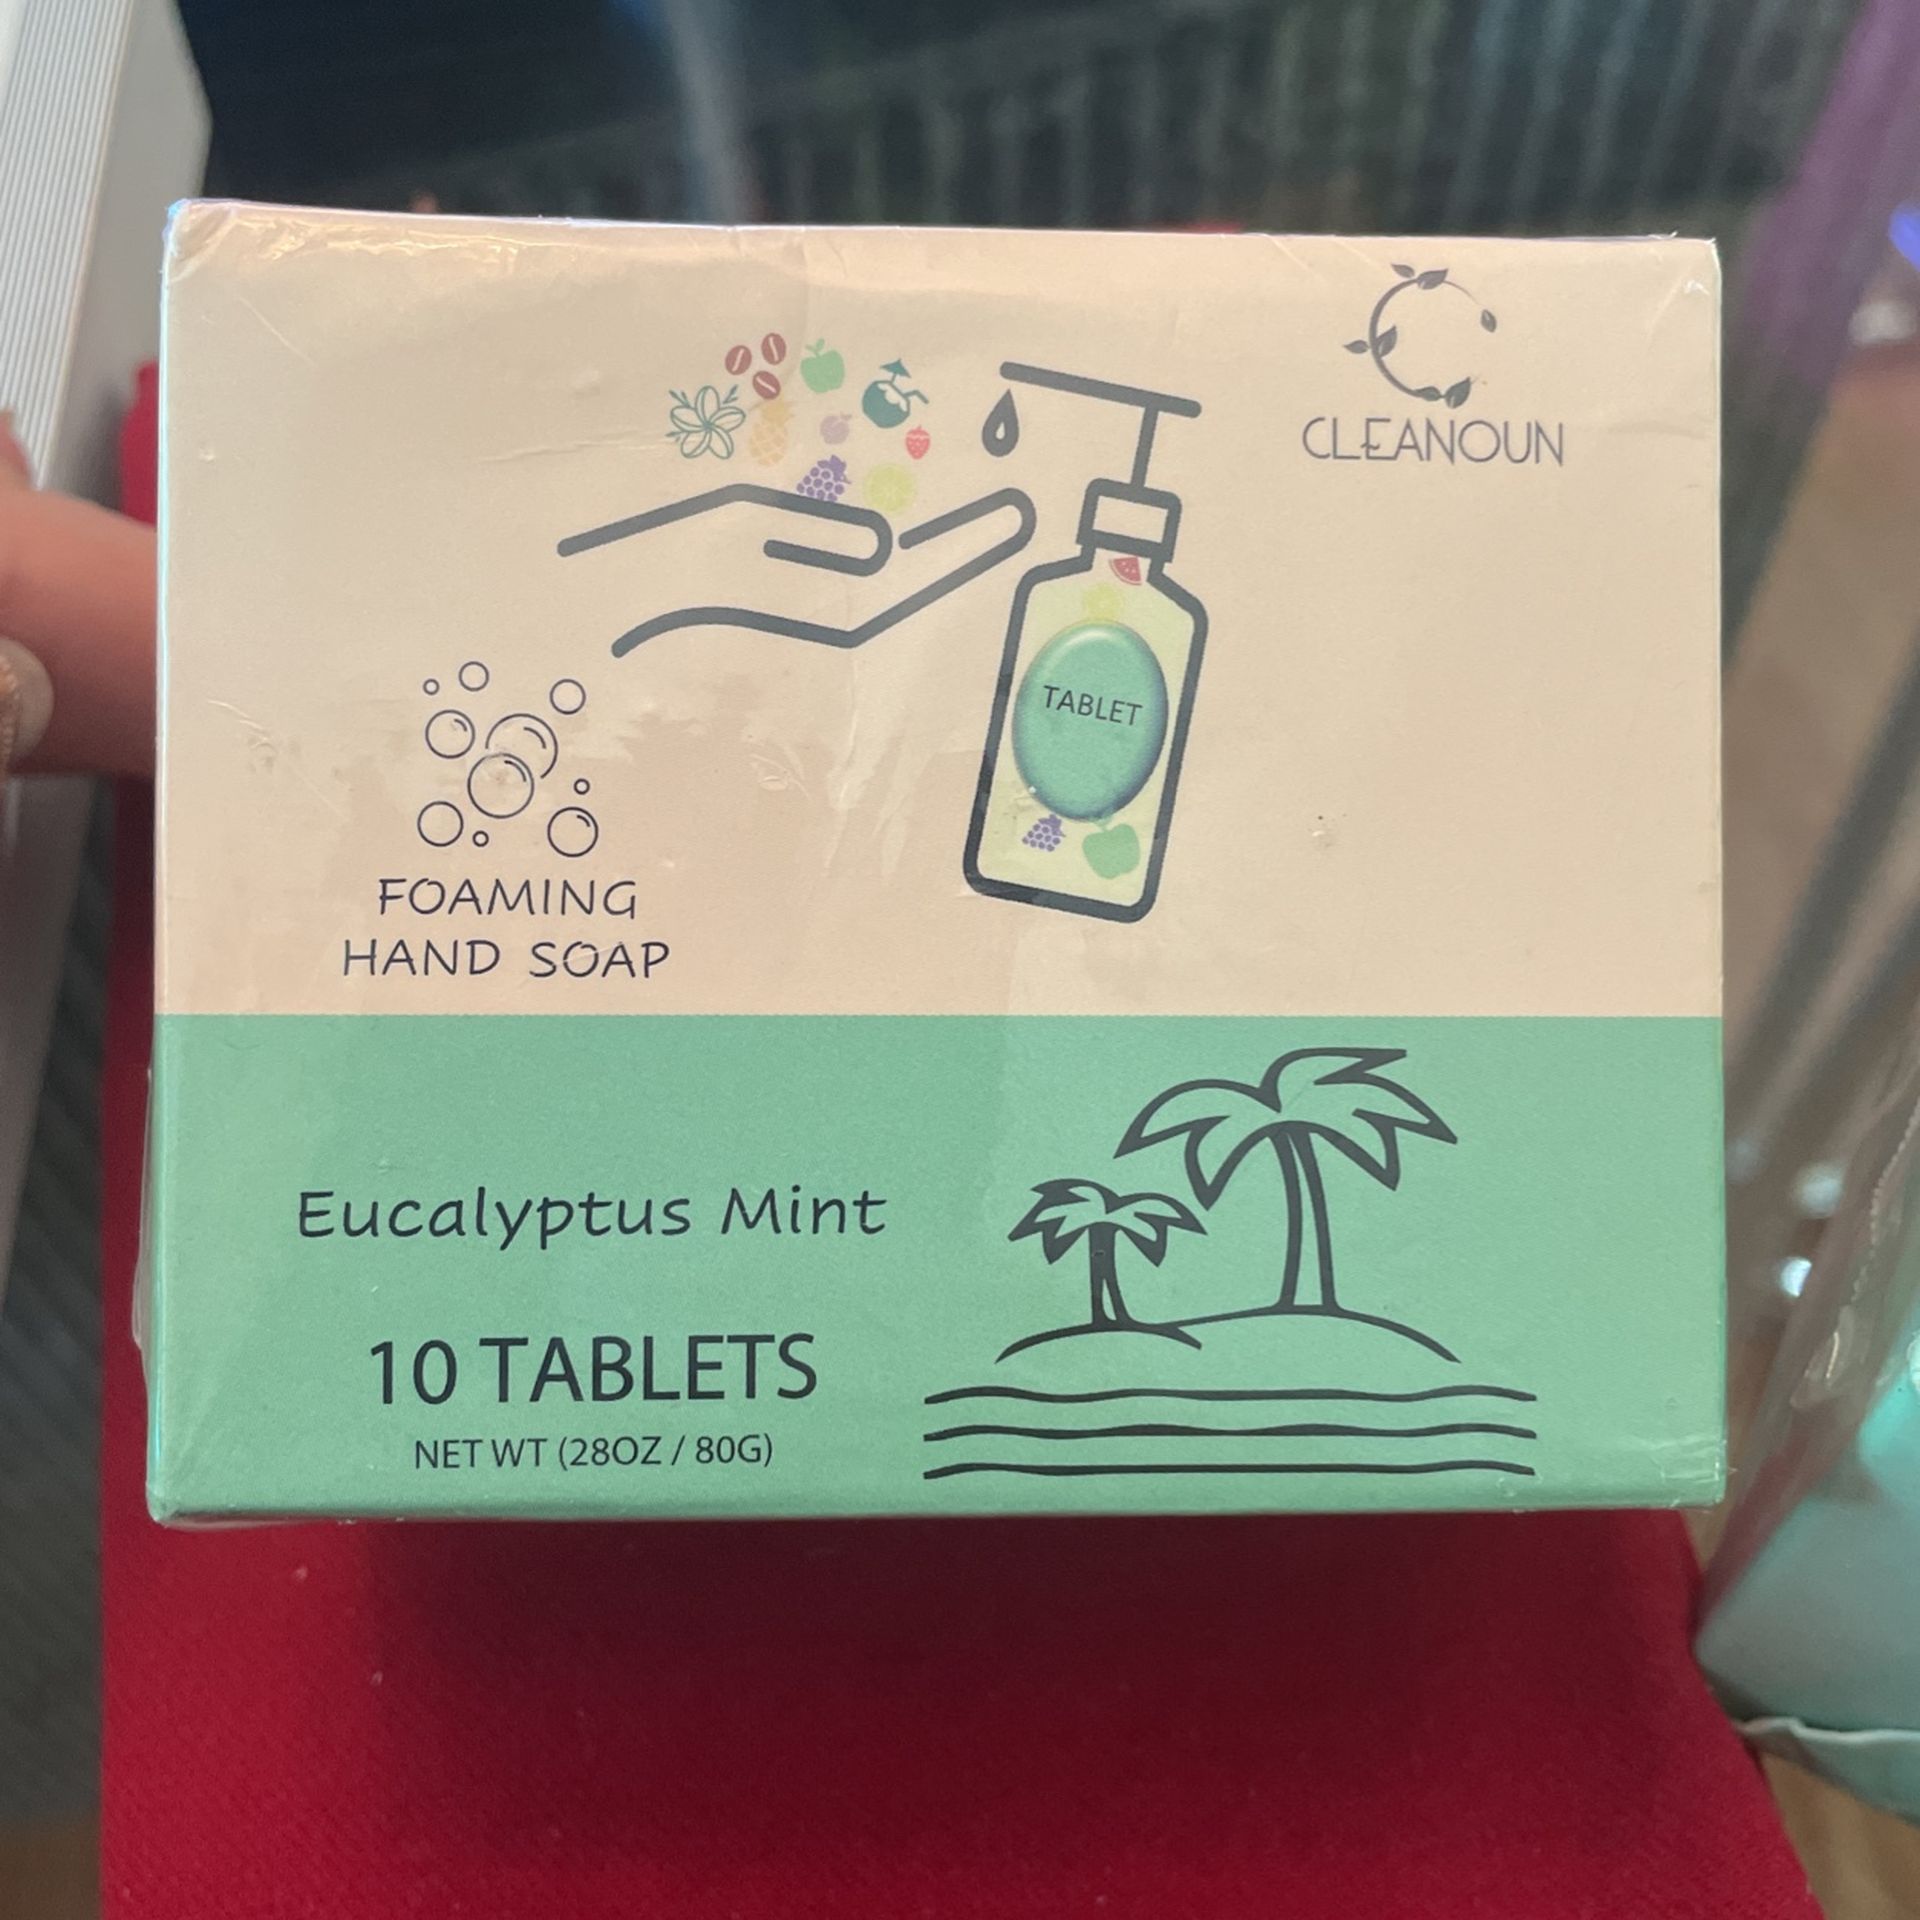 CLEANOUN
TABLET
FOAMING
HAND SOAP
Eucalyptus Mint
10 TABLETS
NET WT (28OZ / 80G)